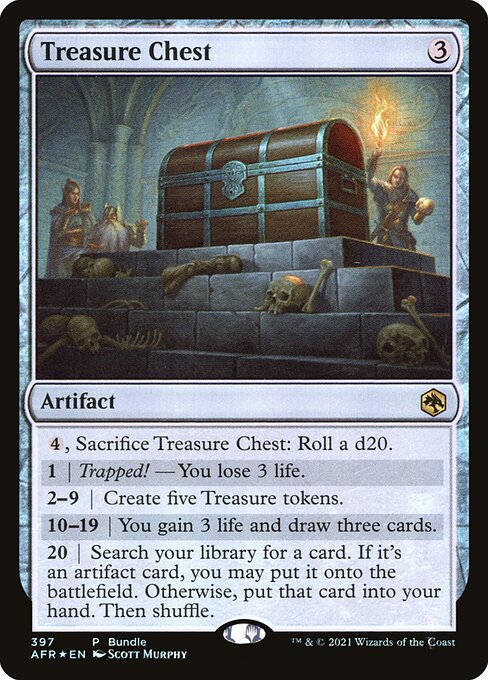 Treasure Chest 3
Artifact
4, Sacrifice Treasure Chest: Roll a d20.
1 | Trapped! — You lose 3 life.
2–9 | Create five Treasure tokens.
10–19 | You gain 3 life and draw three cards.
20 | Search your library for a card. If it's
an artifact card, you may put it onto the
battlefield. Otherwise, put that card into your
hand. Then shuffle.
397 P Bundle
AFR★EN Scott Murphy
™ & © 2021 Wizards of the Coast